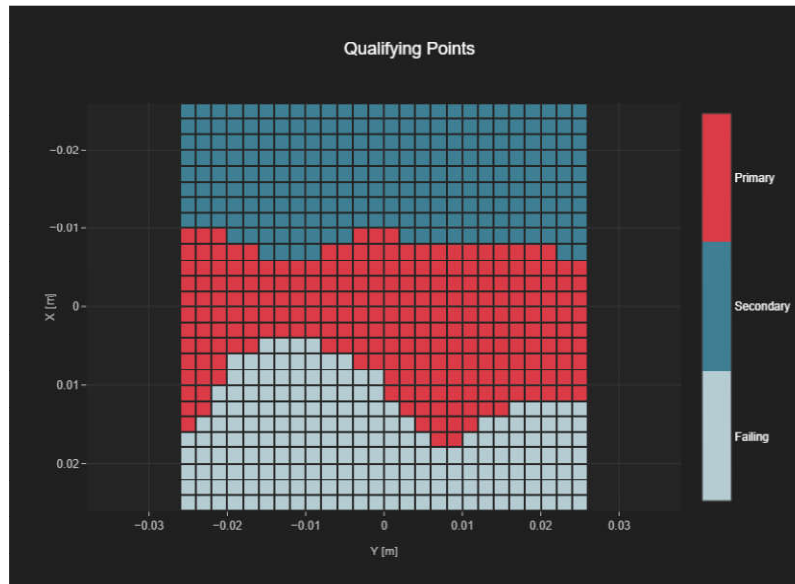 Qualifying Points
−0.02
−0.01
0
0.01
0.02
X [m]
−0.03
−0.02
−0.01
0
0.01
0.02
0.03
Y [m]
Primary
Secondary
Failing